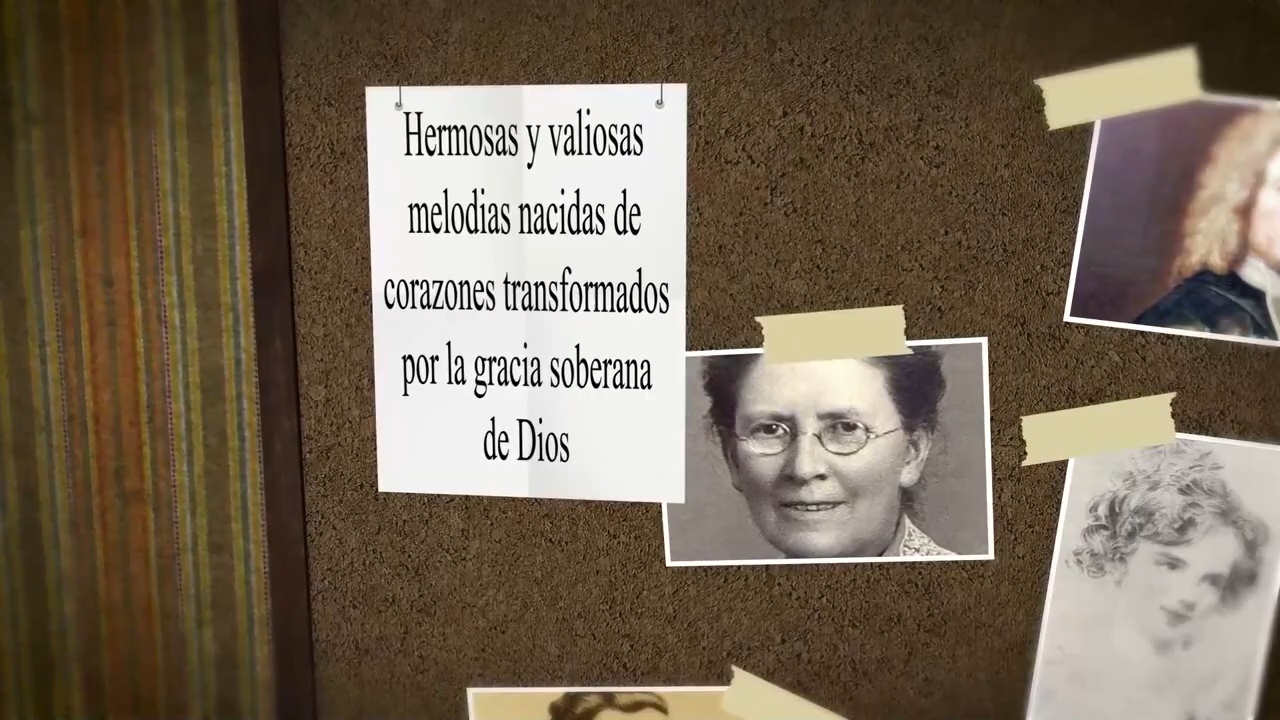 Hermosas y valiosas
melodias nacidas de
corazones transformados
por la gracia soberana
de Dios